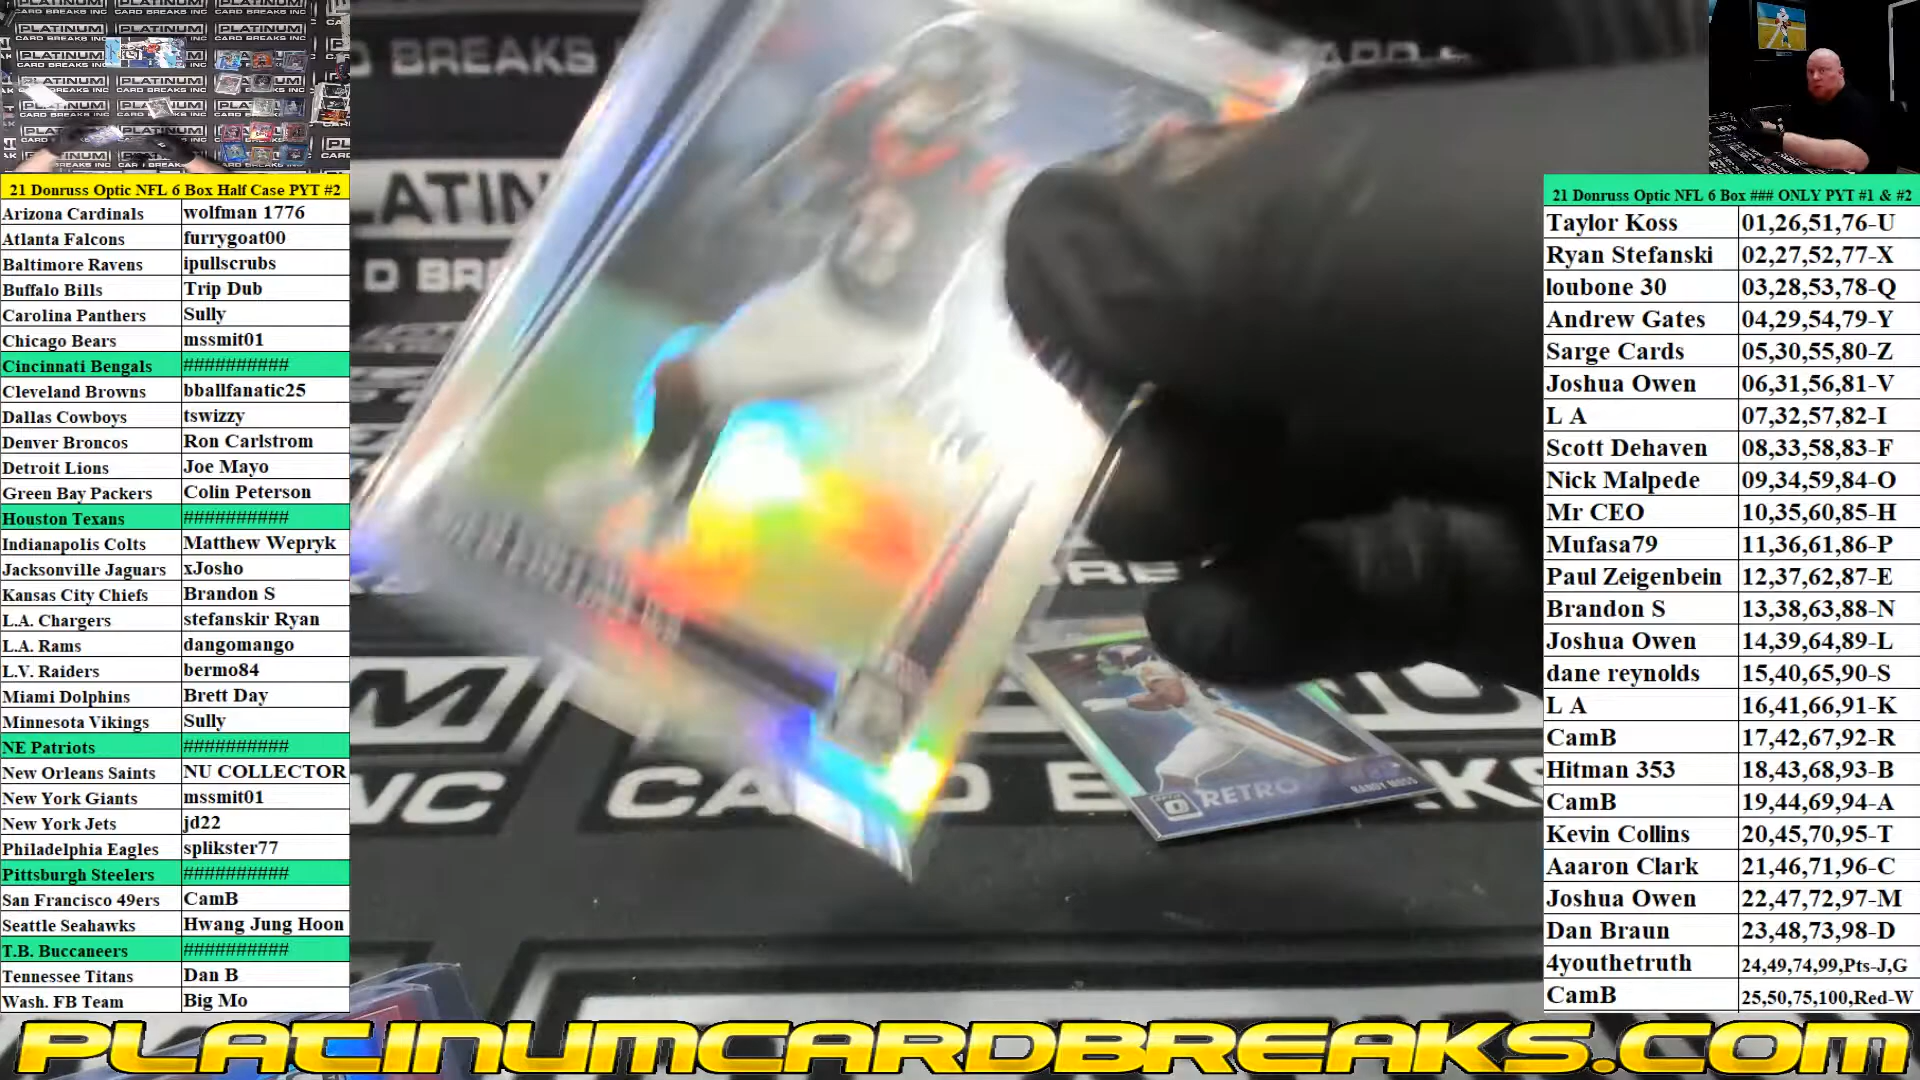 21 Donruss Optic NFL 6 Box Half Case PYT #2
Arizona Cardinals wolfman 1776
Atlanta Falcons furrygoat00
Baltimore Ravens ipullscrubs
Buffalo Bills Trip Dub
Carolina Panthers Sully
Chicago Bears mssmit01
Cincinnati Bengals ##########
Cleveland Browns bballfanatic25
Dallas Cowboys tswizzy
Denver Broncos Ron Carlstrom
Detroit Lions Joe Mayo
Green Bay Packers Colin Peterson
Houston Texans ##########
Indianapolis Colts Matthew Wepryk
Jacksonville Jaguars xJosho
Kansas City Chiefs Brandon S
L.A. Chargers stefanskir Ryan
L.A. Rams dangomango
L.V. Raiders bermo84
Miami Dolphins Brett Day
Minnesota Vikings Sully
NE Patriots ##########
New Orleans Saints NU COLLECTOR
New York Giants mssmit01
New York Jets jd22
Philadelphia Eagles splikster77
Pittsburgh Steelers ##########
San Francisco 49ers CamB
Seattle Seahawks Hwang Jung Hoon
T.B. Buccaneers ##########
Tennessee Titans Dan B
Wash. FB Team Big Mo
D BREAKS
CARD
LATINUM
D BRE
BRE
M
INC
CARD BREAKS
RETRO
RANDY MOSS
21 Donruss Optic NFL 6 Box ### ONLY PYT #1 & #2
Taylor Koss 01,26,51,76-U
Ryan Stefanski 02,27,52,77-X
loubone 30 03,28,53,78-Q
Andrew Gates 04,29,54,79-Y
Sarge Cards 05,30,55,80-Z
Joshua Owen 06,31,56,81-V
L A 07,32,57,82-I
Scott Dehaven 08,33,58,83-F
Nick Malpede 09,34,59,84-O
Mr CEO 10,35,60,85-H
Mufasa79 11,36,61,86-P
Paul Zeigenbein 12,37,62,87-E
Brandon S 13,38,63,88-N
Joshua Owen 14,39,64,89-L
dane reynolds 15,40,65,90-S
L A 16,41,66,91-K
CamB 17,42,67,92-R
Hitman 353 18,43,68,93-B
CamB 19,44,69,94-A
Kevin Collins 20,45,70,95-T
Aaaron Clark 21,46,71,96-C
Joshua Owen 22,47,72,97-M
Dan Braun 23,48,73,98-D
4youthetruth 24,49,74,99,Pts-J,G
CamB 25,50,75,100,Red-W
PLATINUMCARDBREAKS.COM